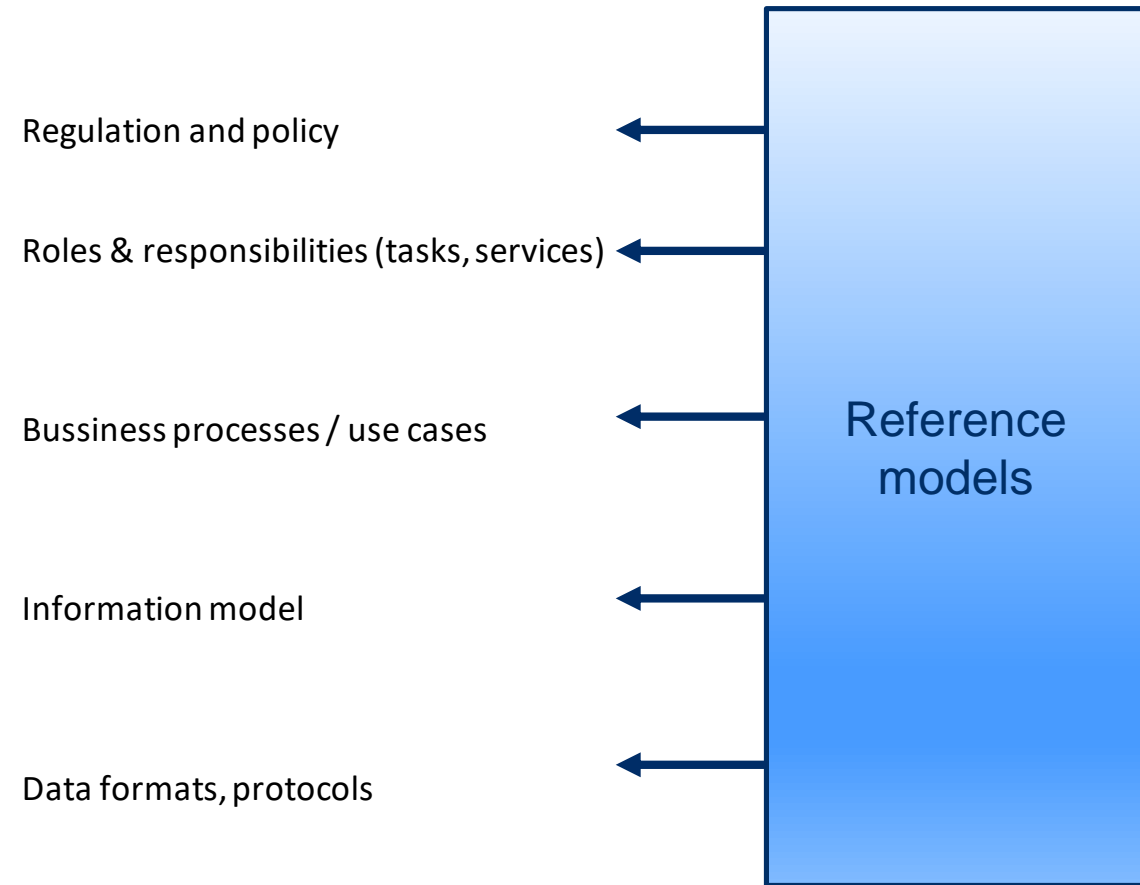 Regulation and policy
Roles & responsibilities (tasks, services)
Bussiness processes / use cases
Reference
models
Information model
Data formats, protocols